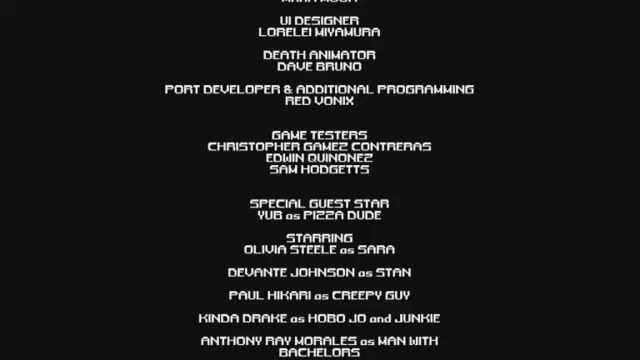 UI DESIGNER
LORELEI MIYAMURA
DEATH ANIMATOR
DAVE BRUNO
PORT DEVELOPER & ADDITIONAL PROGRAMMING
RED VONIX
GAME TESTERS
CHRISTOPHER GAMEZ CONTRERAS
EDWIN QUINONEZ
SAM HODGETTS
SPECIAL GUEST STAR
YUB as PIZZA DUDE
STARRING
OLIVIA STEELE as SARA
DEVANTE JOHNSON as STAN
PAUL HIKARI as CREEPY GUY
KINDA DRAKE as HOBO JO and JUNKIE
ANTHONY RAY MORALES as MAN WITH
BACHELORS